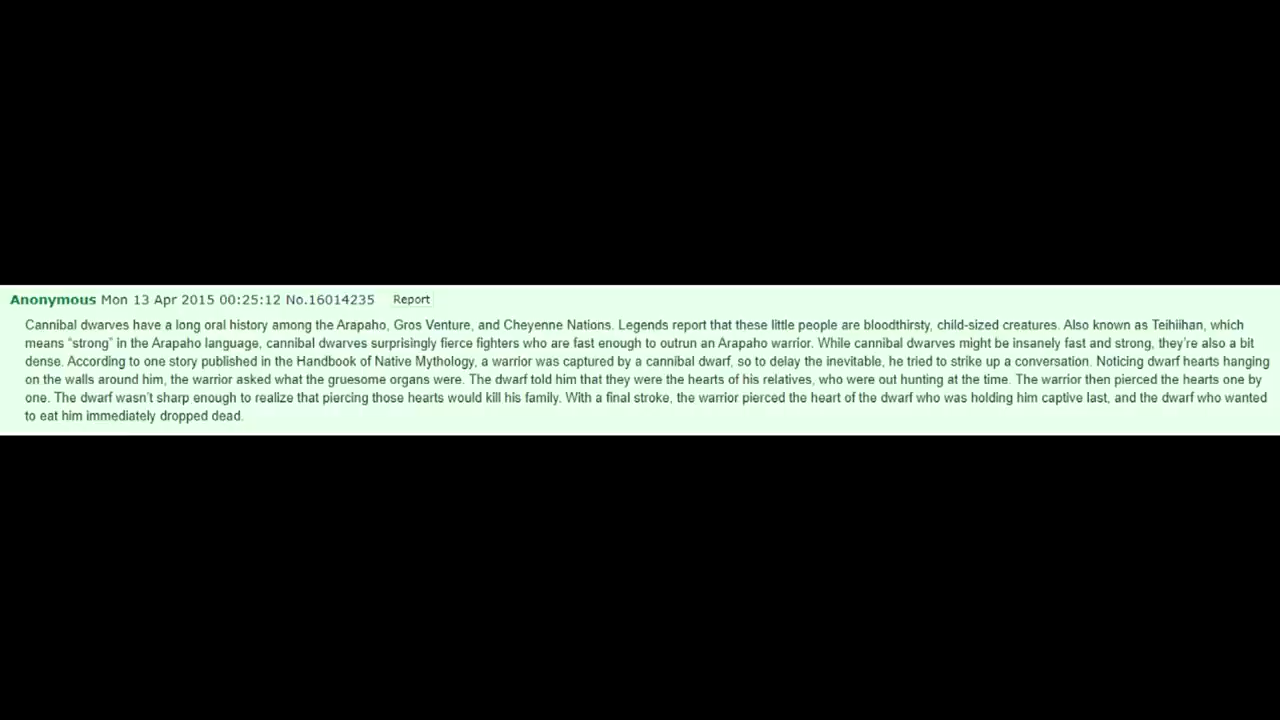 Anonymous Mon 13 Apr 2015 00:25:12 No.16014235 Report
Cannibal dwarves have a long oral history among the Arapaho, Gros Venture, and Cheyenne Nations. Legends report that these little people are bloodthirsty, child-sized creatures. Also known as Teihiihan, which
means “strong” in the Arapaho language, cannibal dwarves surprisingly fierce fighters who are fast enough to outrun an Arapaho warrior. While cannibal dwarves might be insanely fast and strong, they’re also a bit
dense. According to one story published in the Handbook of Native Mythology, a warrior was captured by a cannibal dwarf, so to delay the inevitable, he tried to strike up a conversation. Noticing dwarf hearts hanging
on the walls around him, the warrior asked what the gruesome organs were. The dwarf told him that they were the hearts of his relatives, who were out hunting at the time. The warrior then pierced the hearts one by
one. The dwarf wasn’t sharp enough to realize that piercing those hearts would kill his family. With a final stroke, the warrior pierced the heart of the dwarf who was holding him captive last, and the dwarf who wanted
to eat him immediately dropped dead.